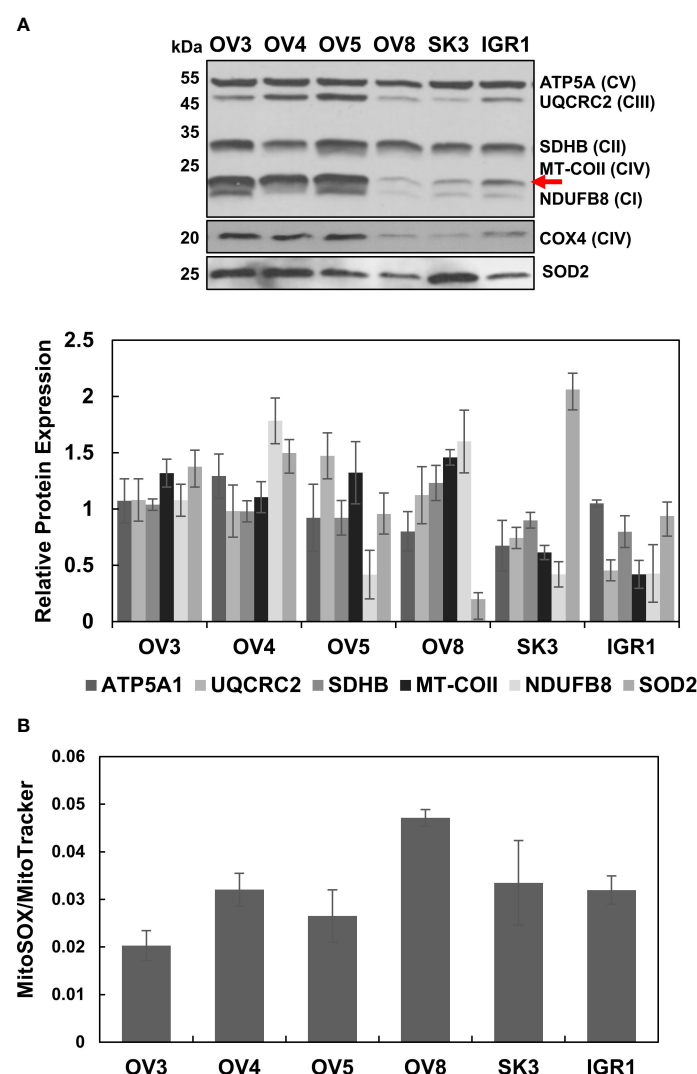 A
kDa OV3 OV4 OV5 OV8 SK3 IGR1
55 ATP5A (CV)
45 UQCRC2 (CIII)
35
SDHB (CII)
25 MT-COII (CIV)
NDUFB8 (CI)
20 COX4 (CIV)
25 SOD2
Relative Protein Expression
2.5
2
1.5
1
0.5
0
OV3 OV4 OV5 OV8 SK3 IGR1
ATP5A1 UQCRC2 SDHB MT-COII NDUFB8 SOD2
B
MitoSOX/MitoTracker
0.06
0.05
0.04
0.03
0.02
0.01
0
OV3 OV4 OV5 OV8 SK3 IGR1